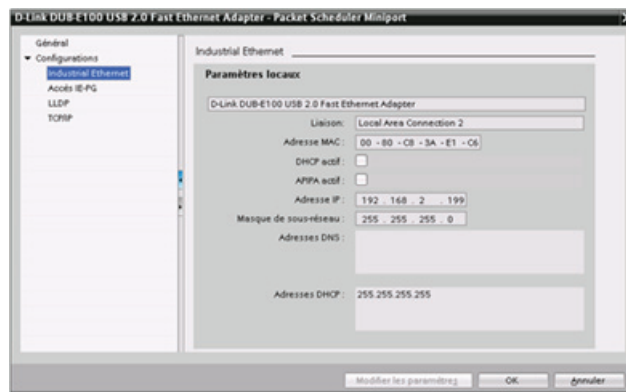 D-Link DUB-E100 USB 2.0 Fast Ethernet Adapter - Packet Scheduler Miniport
Général
Configurations
Industrial Ethernet
Accès IE-PG
LLDP
TCP/IP
Industrial Ethernet
Paramètres locaux
D-Link DUB-E100 USB 2.0 Fast Ethernet Adapter
Liaison: Local Area Connection 2
Adresse MAC : 00 - 80 - C8 - 3A - E1 - C6
DHCP actif :
APIPA actif :
Adresse IP : 192 . 168 . 2 . 199
Masque de sous-réseau : 255 . 255 . 255 . 0
Adresses DNS :
Adresses DHCP : 255.255.255.255
Modifier les paramètres
OK
Annuler